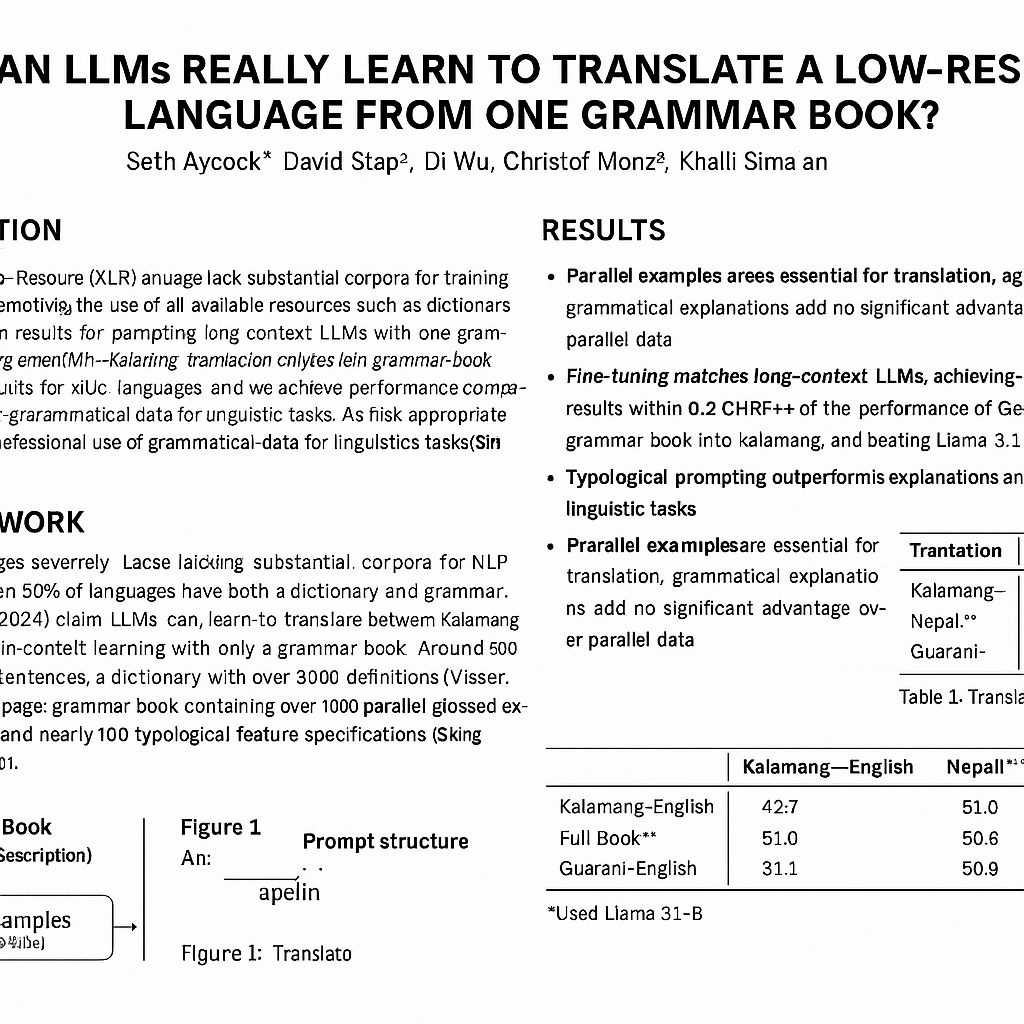 AN LLMs REALLY LEARN TO TRANSLATE A LOW-RES
LANGUAGE FROM ONE GRAMMAR BOOK?
Seth Aycock* David Stap², Di Wu, Christof Monz², Khalli Sima an
TION
Resoure (XLR) anuage lack substantial corpora for training
the use of all available resources such as dictionars
n results for pampting long context LLMs with one gram-
rg emen(Mh--Kalaring tramlacion cnlytes lein grammar-book
for xiUc. languages and we achieve performance compa-
grarammatical data for unguistic tasks. As fiisk appropriate
nefessional use of grammatical-data for linguistics tasks(Sin
WORK
ges severrely Lacse substantial. corpora for NLP
en 50% of languages have both a dictionary and grammar.
2024) claim LLMs can, learn-to translare betwem Kalamang
in-contelt learning with only a grammar book Around 500
entences, a dictionary with over 3000 definitions (Visser.
page: grammar book containing over 1000 parallel giossed ex-
and nearly 100 typological feature specifications (Sking
01.
Book
Sescription)
amples
Figure 1
Prompt structure
An:
apelin
FIgure 1: Translato
RESULTS
• Parallel examples arees essential for translation, ag
grammatical explanations add no significant advanta
parallel data
• Fine-tuning matches long-context LLMs, achieving-
results within 0.2 CHRF++ of the performance of Ge-
grammar book into kalamang, and beating Liama 3.1
• Typological prompting outperformis explanations an
linguistic tasks
• Prarallel examplesare essential for
translation, grammatical explanatio
ns add no significant advantage ov-
er parallel data
Trantation
Kalamang–
Nepal.°°
Guarani-
Table 1. Transla
Kalamang—English Nepall
Kalamang-English 42:7 51.0
Full Book** 51.0 50.6
Guarani-English 31.1 50.9
*Used Llama 31-B